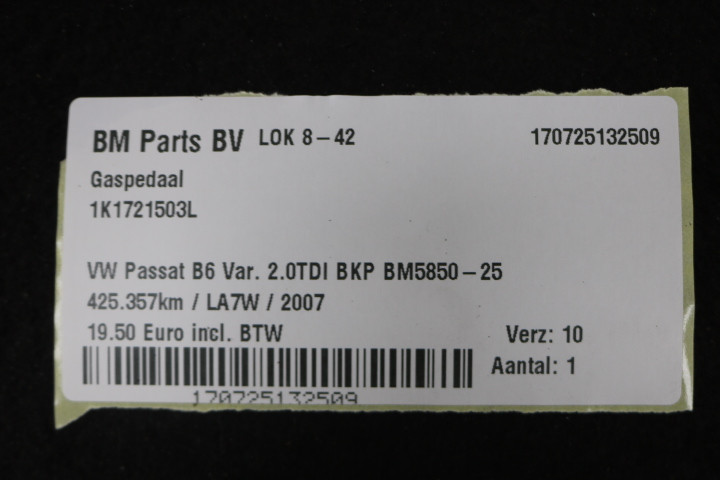 BM Parts BV LOK 8-42 170725132509
Gaspedaal
1K1721503L
VW Passat B6 Var. 2.0TDI BKP BM5850-25
425.357km / LA7W / 2007
19.50 Euro incl. BTW Verz: 10
Aantal: 1
170725132509